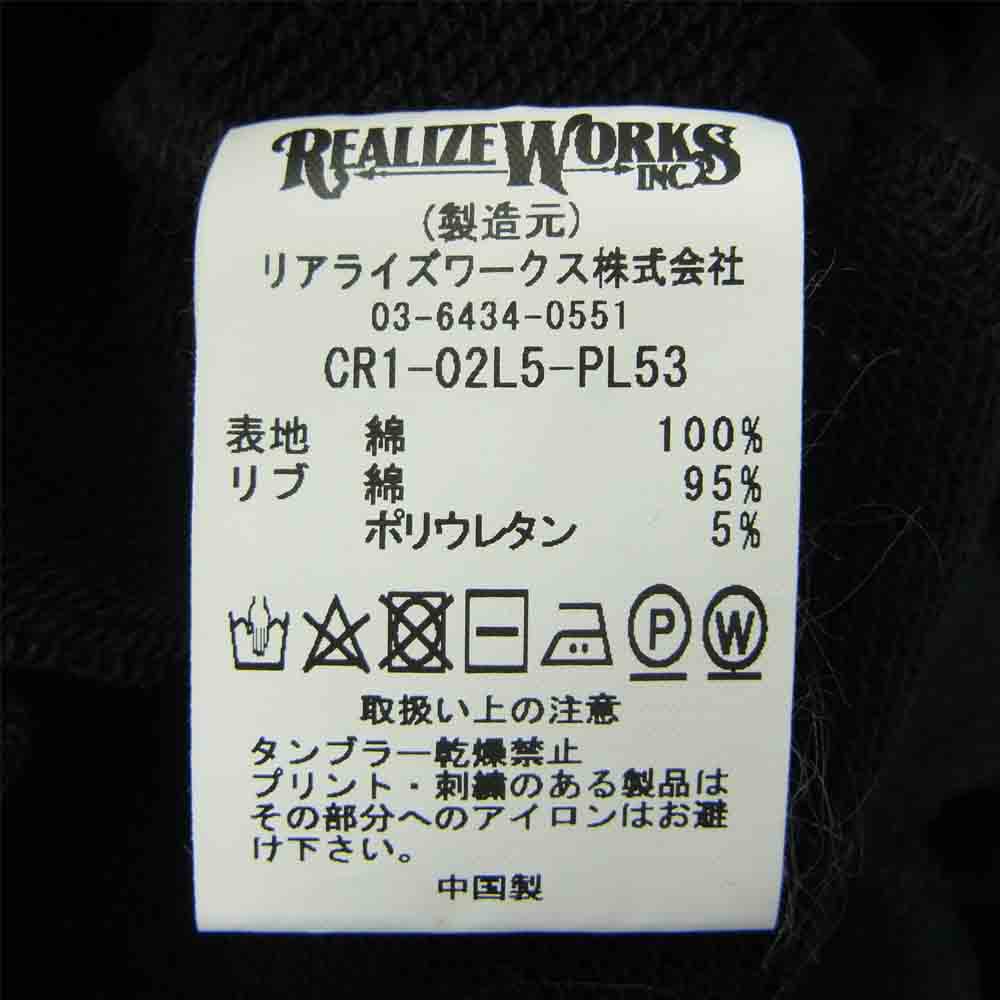 REALIZE WORKS
INC.
(製造元)
リアライズワークス株式会社
03-6434-0551
CR1-02L5-PL53
表地 綿 100%
リブ 綿 95%
ポリウレタン 5%
P W
取扱い上の注意
タンブラー乾燥禁止
プリント・刺繍のある製品は
その部分へのアイロンはお避
け下さい。
中国製